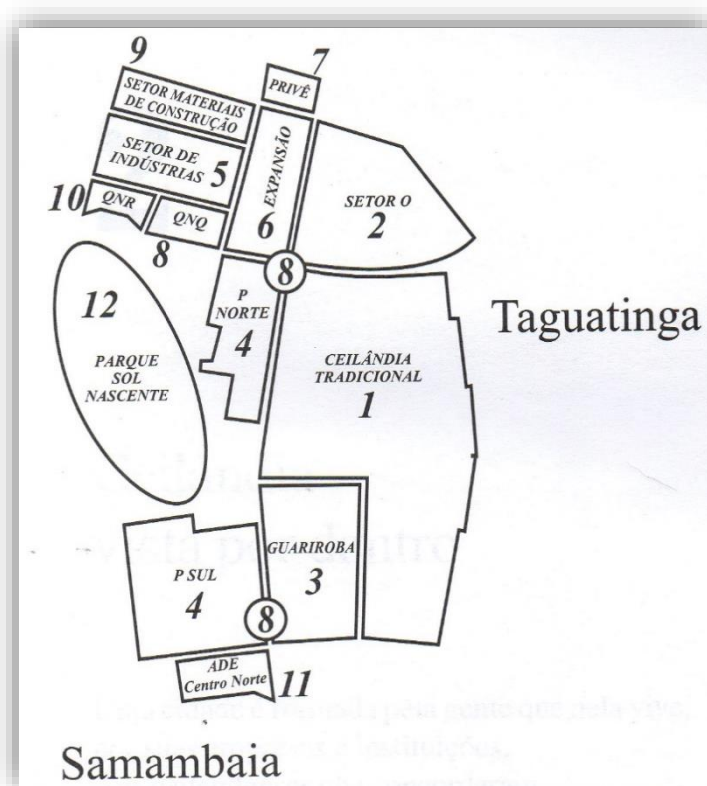 9
SETOR MATERIAIS
DE CONSTRUÇÃO
7
PRIVÊ
SETOR DE
INDÚSTRIAS
5
EXPANSÃO
6
SETOR O
2
10
QNR
QNQ
8
8
12
PARQUE
SOL
NASCENTE
P
NORTE
4
CEILÂNDIA
TRADICIONAL
1
Taguatinga
P SUL
4
GUARIROBA
3
8
ADE
Centro Norte
11
Samambaia